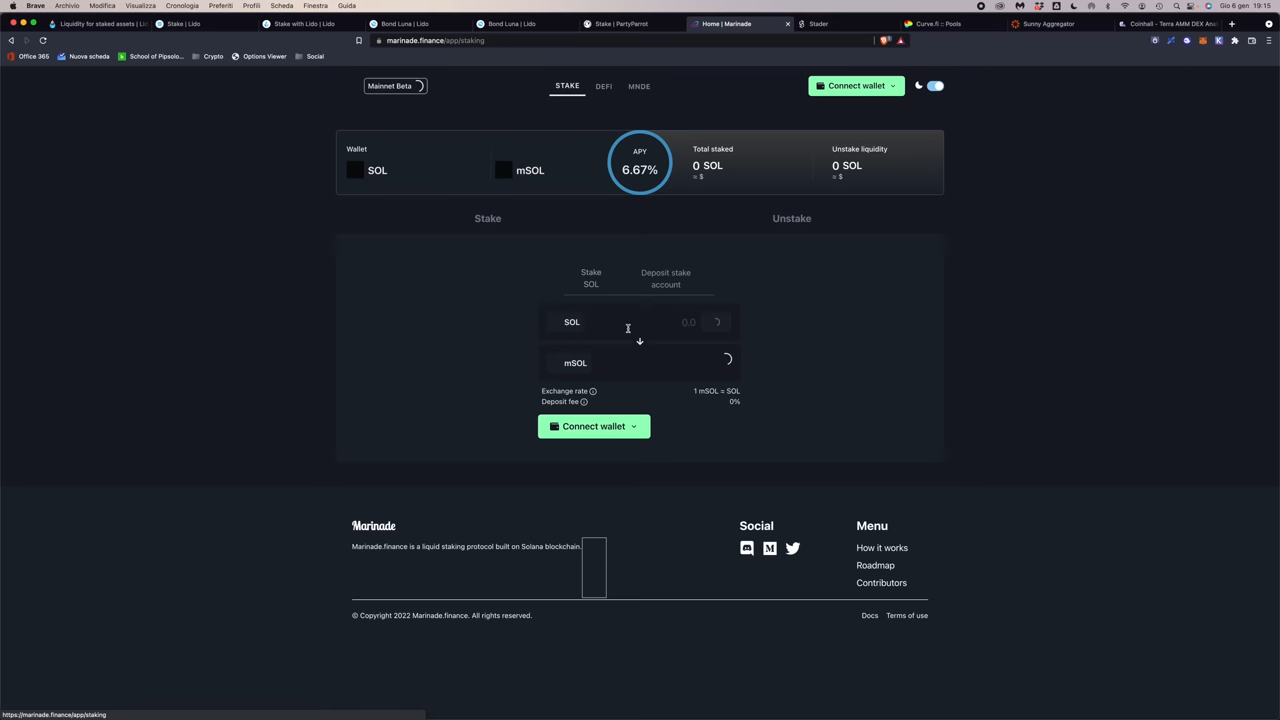 Brave Archivio Modifica Visualizza Cronologia Preferiti Profili Scheda Finestra Guida Gio 6 gen 19:15
Liquidity for staked assets | Li Stake | Lido Stake with Lido | Lido Bond Luna | Lido Bond Luna | Lido Stake | PartyParrot Home | Marinade Stader Curve.fi :: Pools Sunny Aggregator Coinhall - Terra AMM DEX Ana
marinade.finance/app/staking
Office 365 Nuova scheda School of Pipsolo... Crypto Options Viewer Social
Mainnet Beta STAKE DEFI MNDE Connect wallet
Wallet APY Total staked Unstake liquidity
SOL mSOL 6.67% 0 SOL 0 SOL
≈ $ ≈ $
Stake Unstake
Stake Deposit stake
SOL account
SOL 0.0
mSOL
Exchange rate 1 mSOL ≈ SOL
Deposit fee 0%
Connect wallet
Marinade Social Menu
Marinade.finance is a liquid staking protocol built on Solana blockchain. How it works
Roadmap
Contributors
© Copyright 2022 Marinade.finance. All rights reserved. Docs Terms of use
https://marinade.finance/app/staking